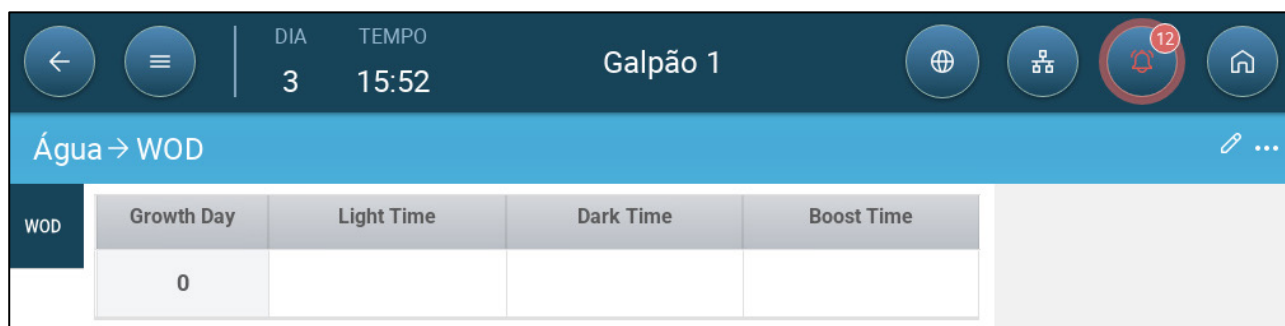 DIA TEMPO
3 15:52
Galpão 1
12
Água → WOD
WOD
Growth Day Light Time Dark Time Boost Time
0